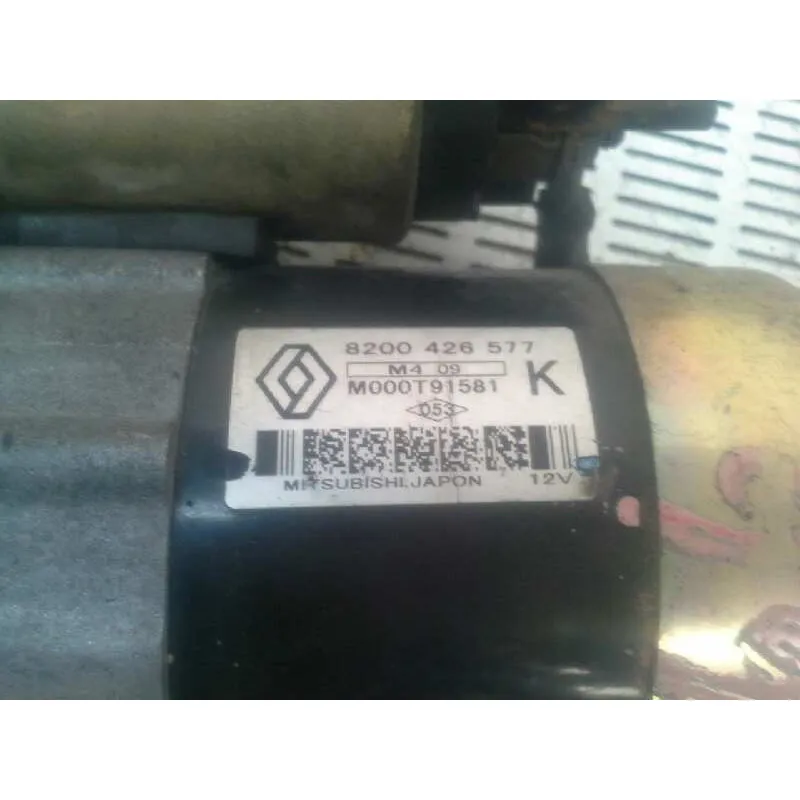 8200 426 577
M4 09
M000T91581 K
D53
MITSUBISHI.JAPON 12V